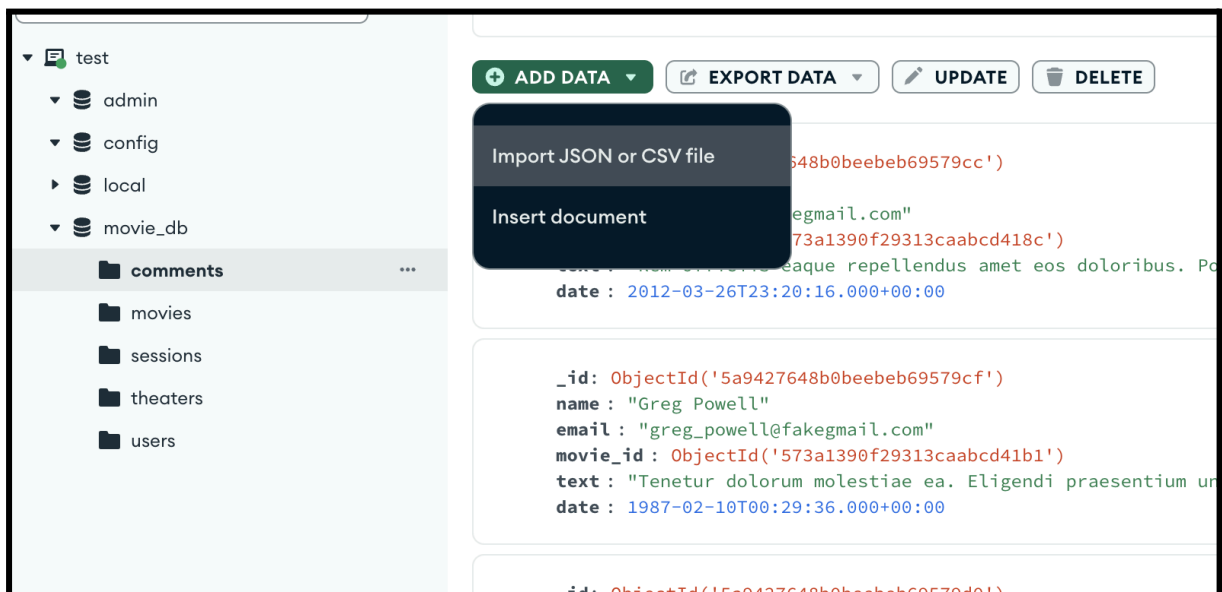 test
admin
config
local
movie_db
comments
movies
sessions
theaters
users
ADD DATA
EXPORT DATA
UPDATE
DELETE
Import JSON or CSV file
Insert document
648b0beebeb69579cc')
egmail.com"
73a1390f29313caabcd418c')
eaque repellendus amet eos doloribus. Po
date : 2012-03-26T23:20:16.000+00:00
_id: ObjectId('5a9427648b0beebeb69579cf')
name : "Greg Powell"
email : "greg_powell@fakegmail.com"
movie_id : ObjectId('573a1390f29313caabcd41b1')
text : "Tenetur dolorum molestiae ea. Eligendi praesentium un
date : 1987-02-10T00:29:36.000+00:00
_id: ObjectId('5a9427648b0beebeb69579d0')